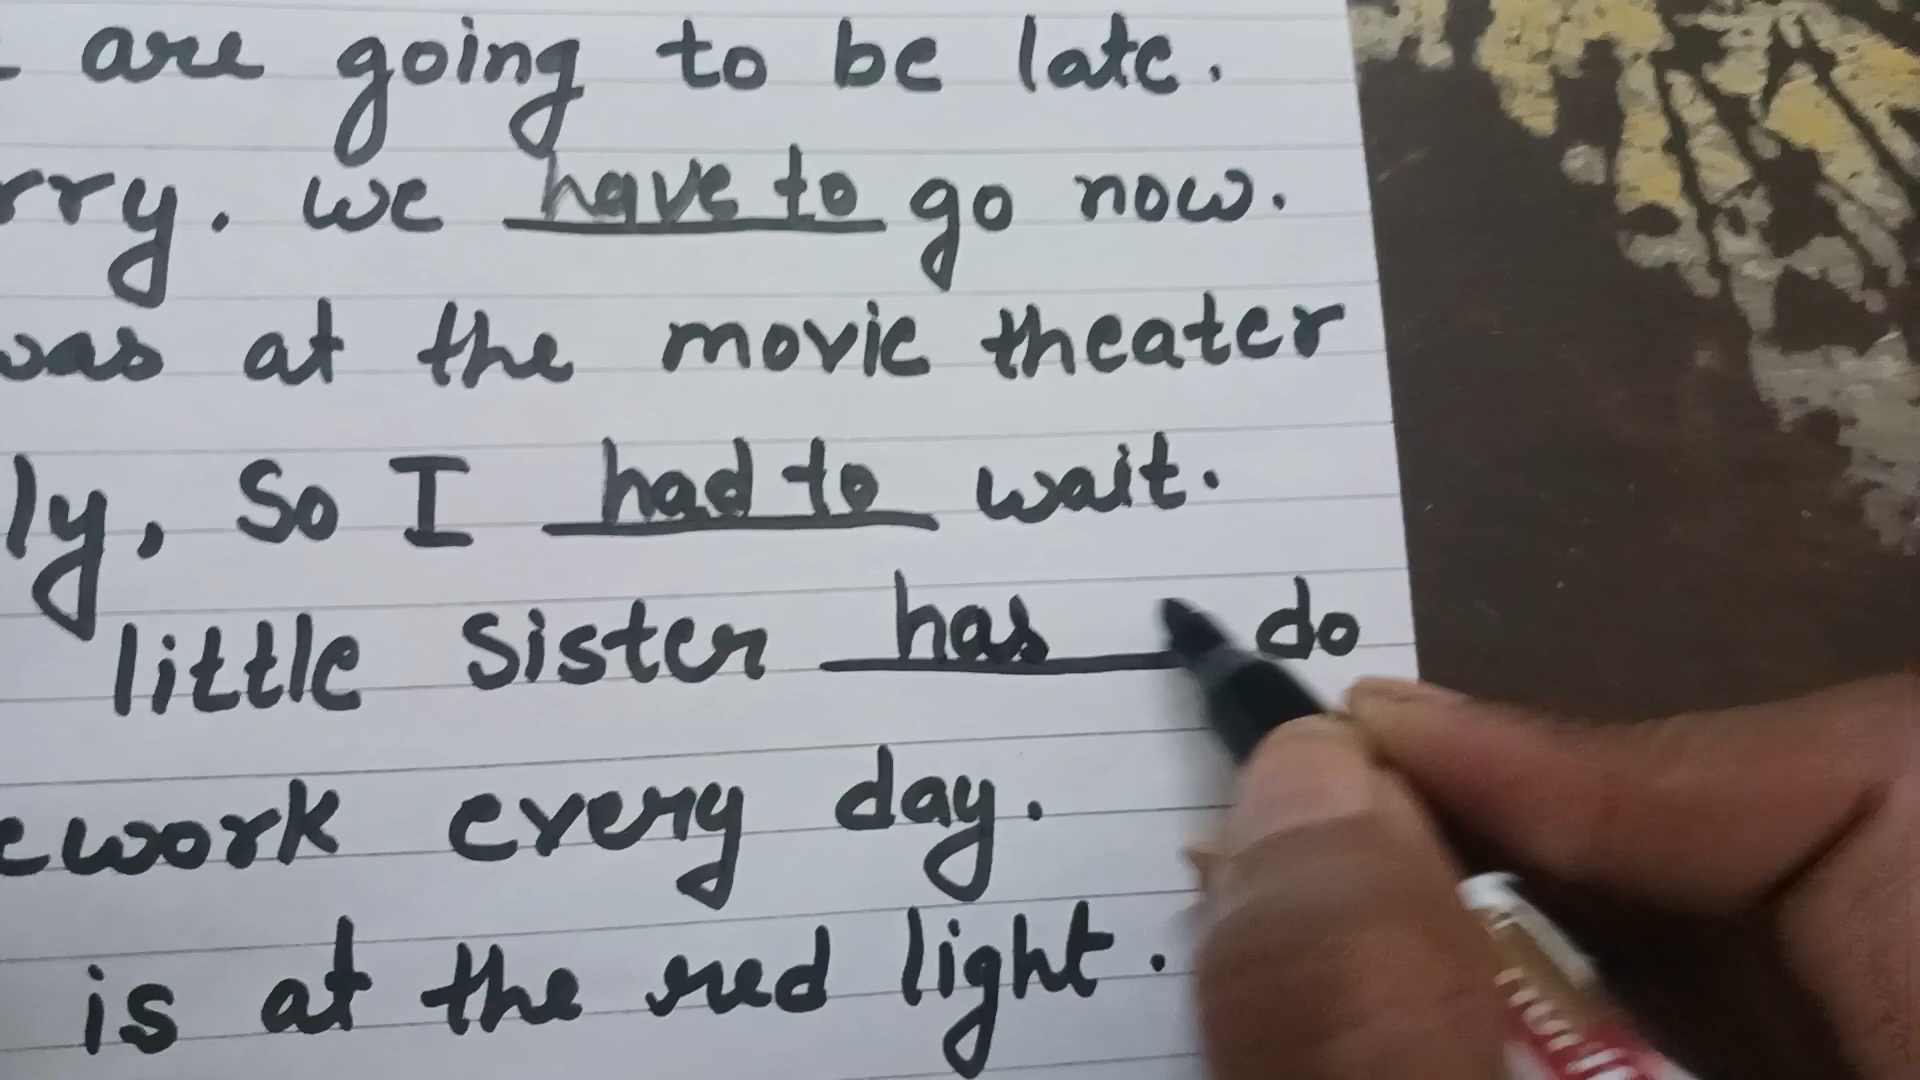 are going to be late.
rry. we have to go now.
was at the movie theater
ly, So I had to wait.
little Sister has do
ework every day.
is at the red light.